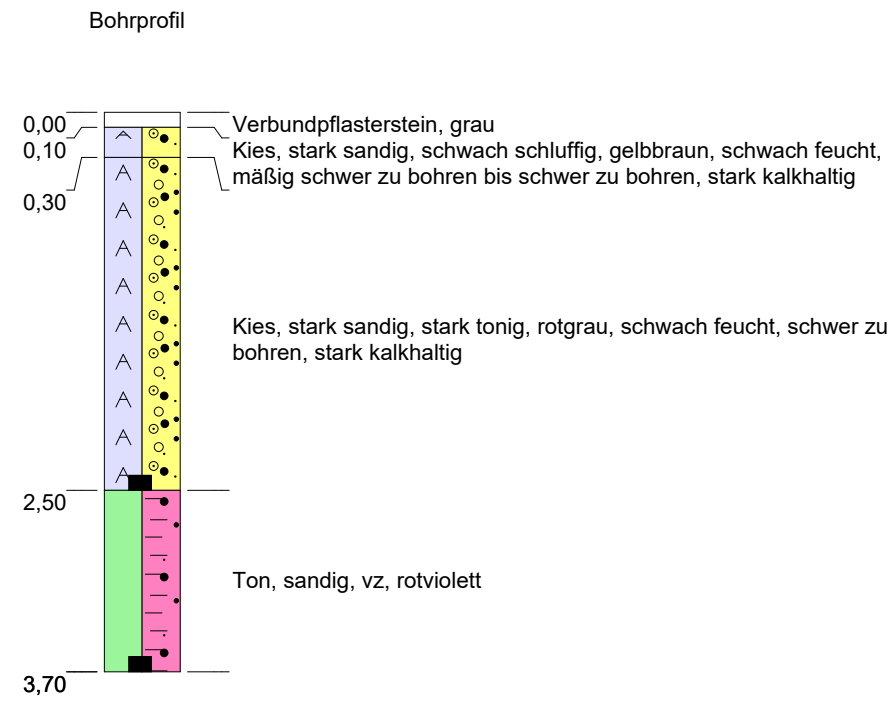 Bohrprofil
0,00
Verbundpflasterstein, grau
0,10
Kies, stark sandig, schwach schluffig, gelbbraun, schwach feucht,
mäßig schwer zu bohren bis schwer zu bohren, stark kalkhaltig
0,30
Kies, stark sandig, stark tonig, rotgrau, schwach feucht, schwer zu
bohren, stark kalkhaltig
2,50
Ton, sandig, vz, rotviolett
3,70